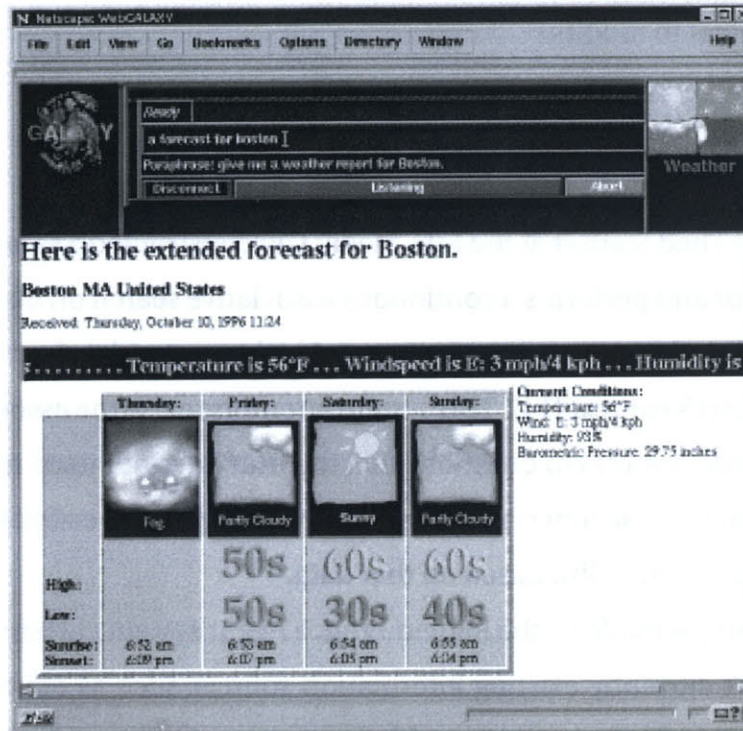 Netscape: WebGALAXY
File Edit View Go Bookmarks Options Directory Window Help
GALAXY
Ready
a forecast for boston
Paraphrase: give me a weather report for Boston.
Disconnect Listening Abort
Weather
Here is the extended forecast for Boston.
Boston MA United States
Received: Thursday, October 10, 1996 11:24
s . . . . . . . . . Temperature is 56°F . . . Windspeed is E: 3 mph/4 kph . . . Humidity is
Thursday: Friday: Saturday: Sunday:
Fog Partly Cloudy Sunny Partly Cloudy
High: 50s 60s 60s
Low: 50s 30s 40s
Sunrise: 6:52 am 6:53 am 6:54 am 6:55 am
Sunset: 6:09 pm 6:07 pm 6:05 pm 6:04 pm
Current Conditions:
Temperature: 56°F
Wind: E: 3 mph/4 kph
Humidity: 93%
Barometric Pressure: 29.75 inches